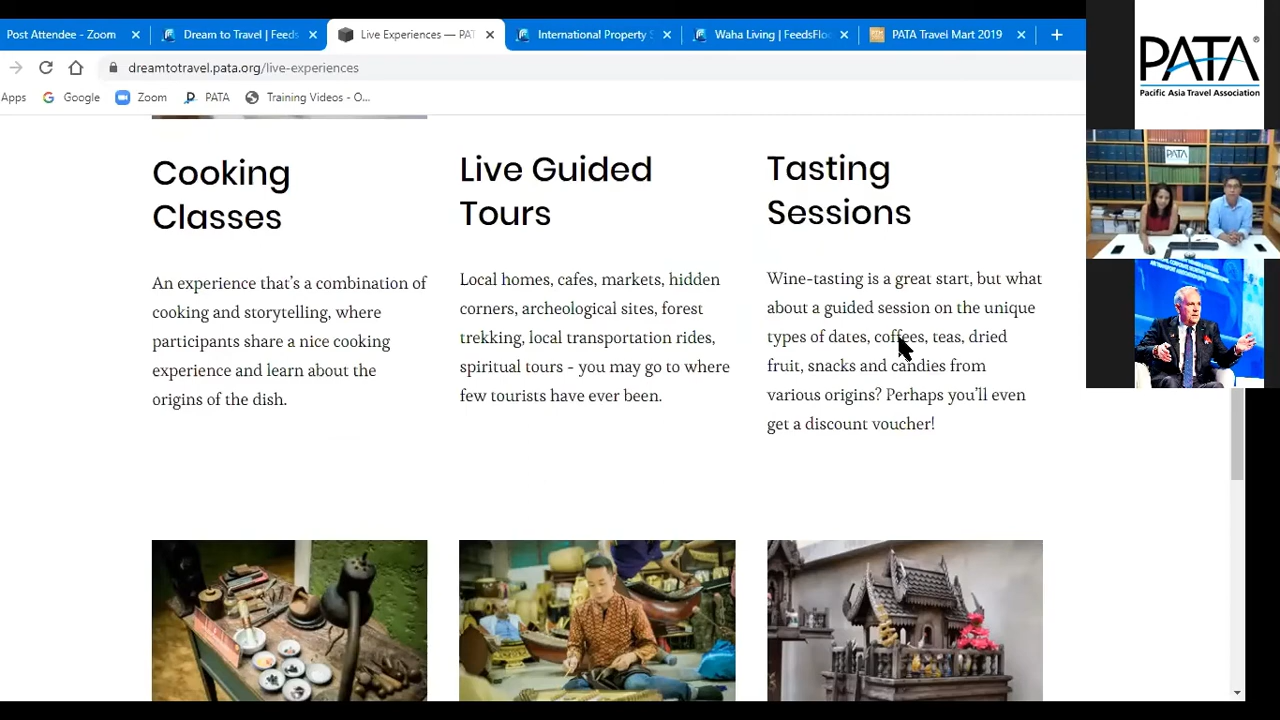 Post Attendee - Zoom
Dream to Travel | Feeds
Live Experiences — PAT
International Property S
Waha Living | FeedsFloo
PATA Travel Mart 2019
dreamtotravel.pata.org/live-experiences
Apps
Google
Zoom
PATA
Training Videos - O...
PATA®
Pacific Asia Travel Association
PATA
Cooking
Classes
An experience that's a combination of
cooking and storytelling, where
participants share a nice cooking
experience and learn about the
origins of the dish.
Live Guided
Tours
Local homes, cafes, markets, hidden
corners, archeological sites, forest
trekking, local transportation rides,
spiritual tours - you may go to where
few tourists have ever been.
Tasting
Sessions
Wine-tasting is a great start, but what
about a guided session on the unique
types of dates, coffees, teas, dried
fruit, snacks and candies from
various origins? Perhaps you'll even
get a discount voucher!